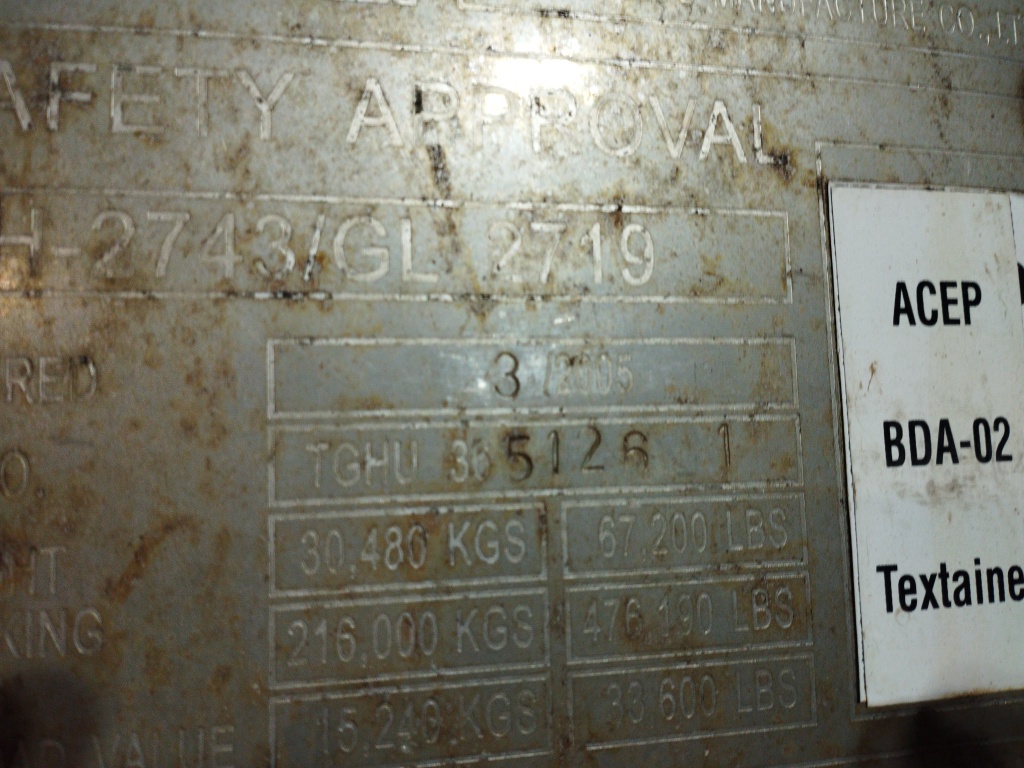 MANUFACTURE CO., LT
AFETY APPROVAL
H-2743/GL 2719
RED 3 /2005
O. TGHU 365126 1
HT 30,480 KGS 67,200 LBS
KING 216,000 KGS 476,190 LBS
VALUE 15,240 KGS 33,600 LBS
ACEP
BDA-02
Textaine